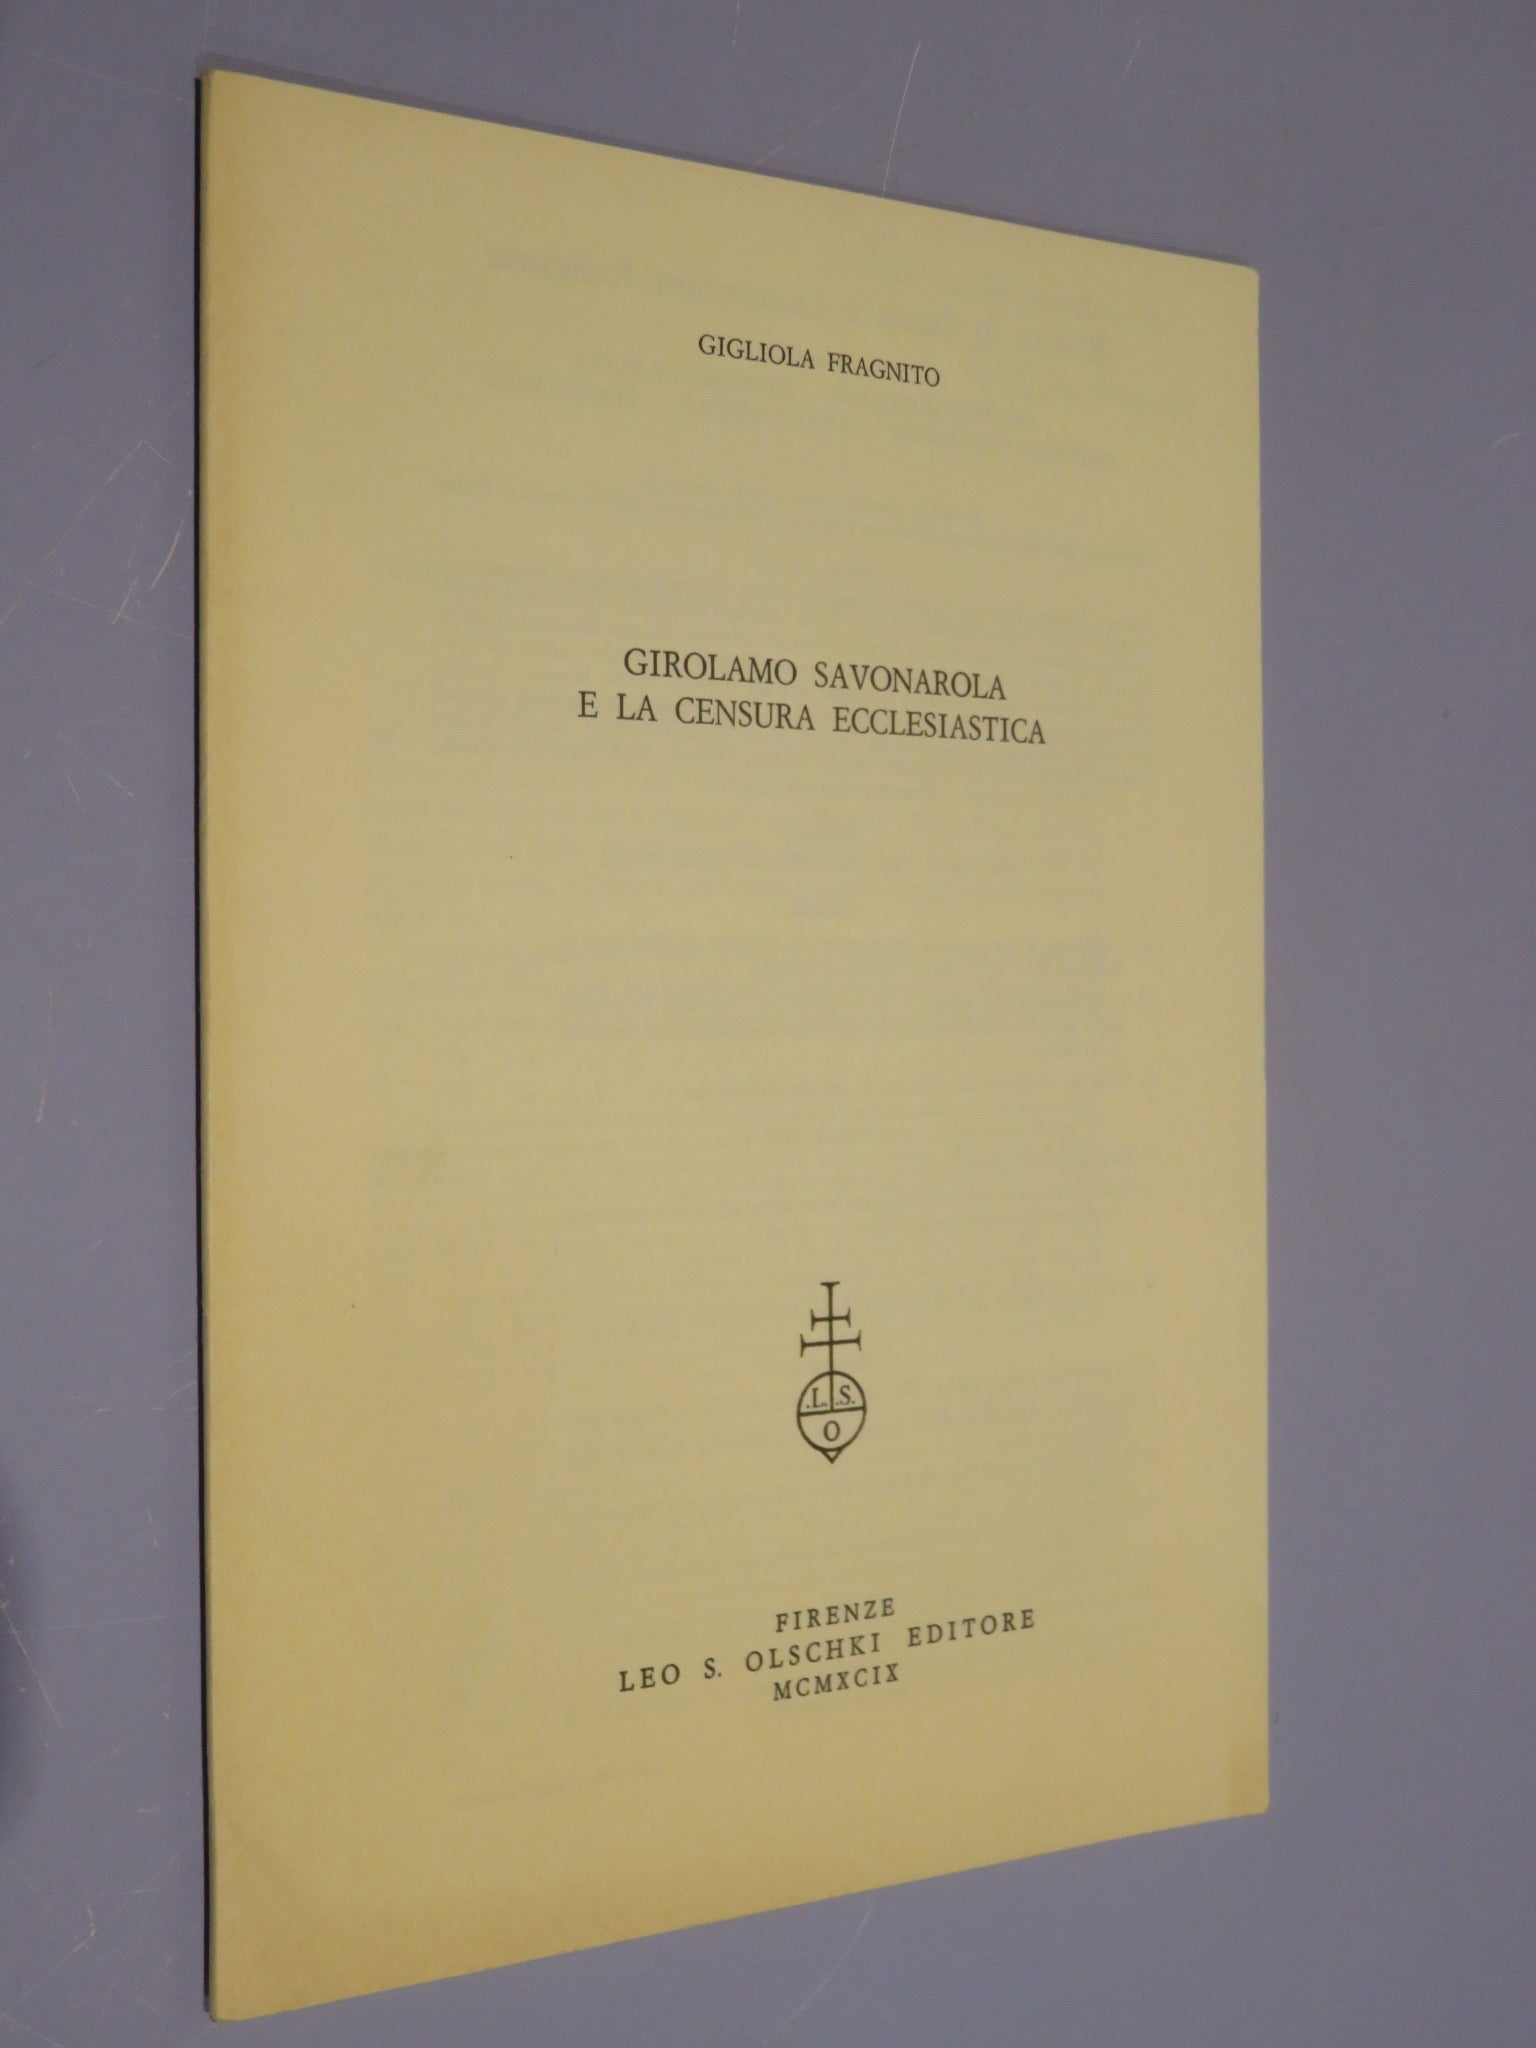 GIGLIOLA FRAGNITO
GIROLAMO SAVONAROLA
E LA CENSURA ECCLESIASTICA
.L. .S.
O
FIRENZE
LEO S. OLSCHKI EDITORE
MCMXCIX